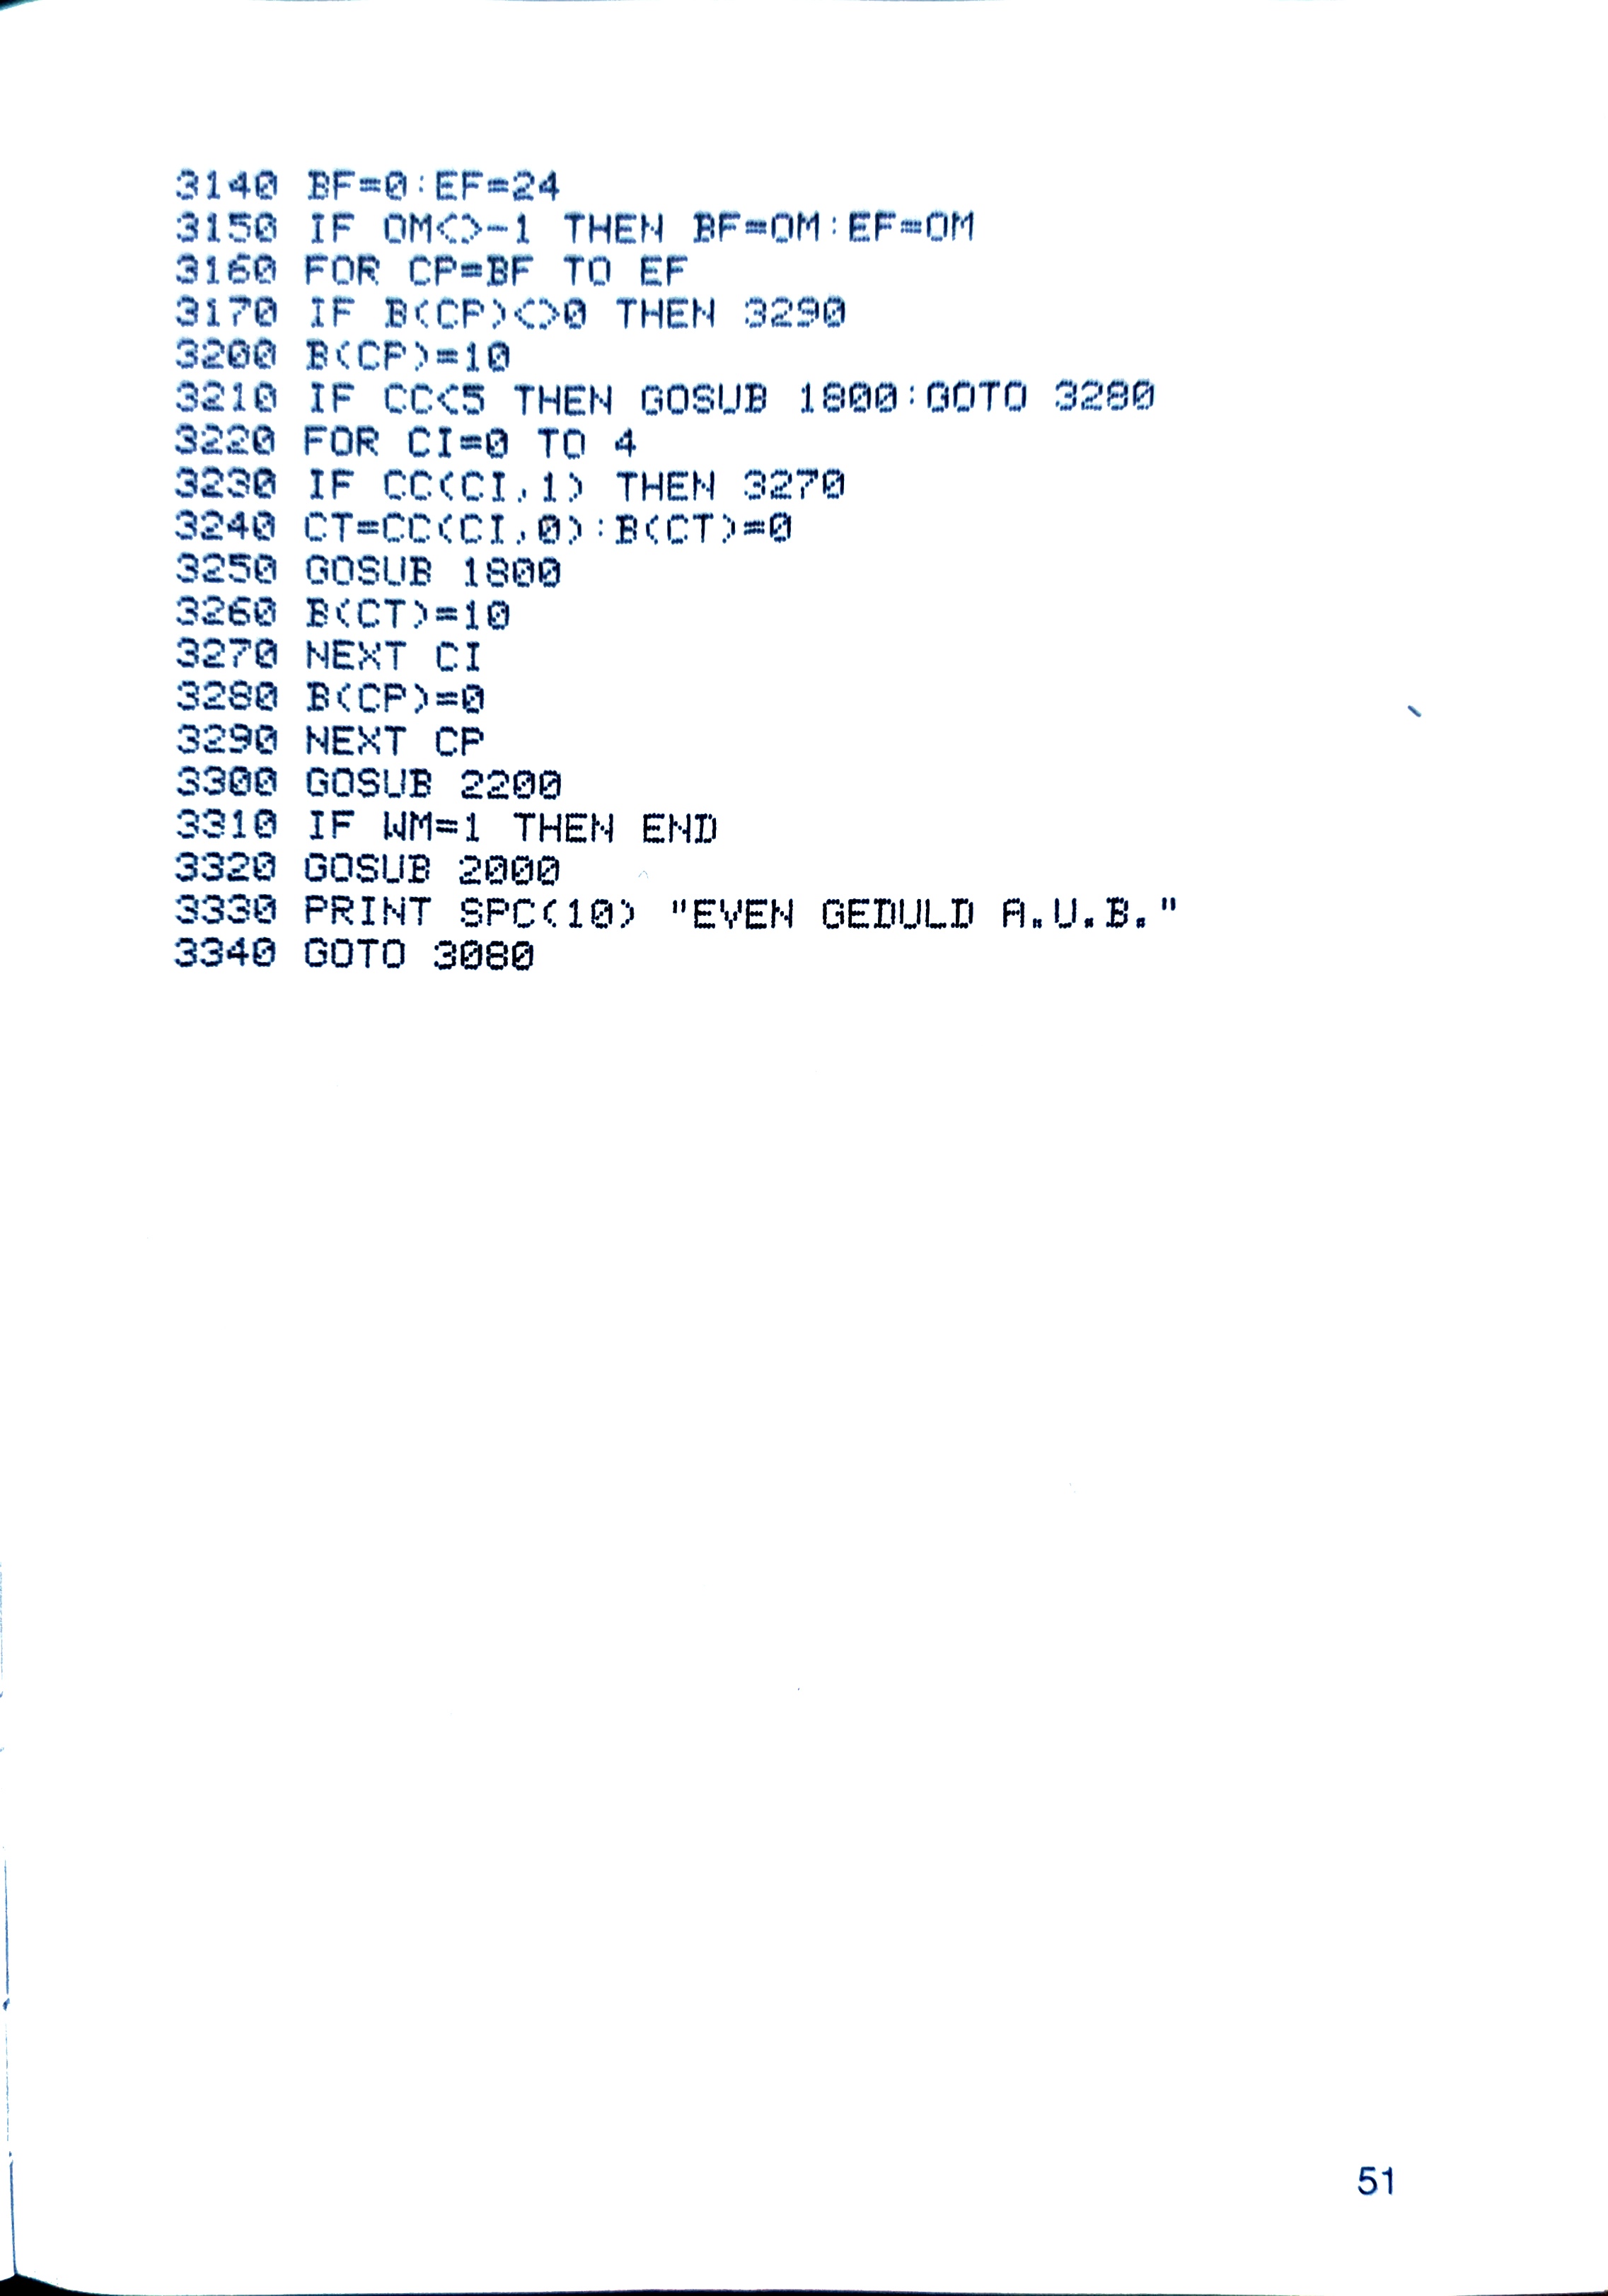 3140 BF=0:EF=24
3150 IF OM<>-1 THEN BF=OM:EF=OM
3160 FOR CP=BF TO EF
3170 IF B(CP)<>0 THEN 3290
3200 B(CP)=10
3210 IF CC<5 THEN GOSUB 1800:GOTO 3280
3220 FOR CI=0 TO 4
3230 IF CC(CI,1) THEN 3270
3240 CT=CC(CI,0):B(CT)=0
3250 GOSUB 1800
3260 B(CT)=10
3270 NEXT CI
3280 B(CP)=0
3290 NEXT CP
3300 GOSUB 2200
3310 IF WM=1 THEN END
3320 GOSUB 2000
3330 PRINT SPC(10) "EVEN GEDULD A.U.B."
3340 GOTO 3080
51